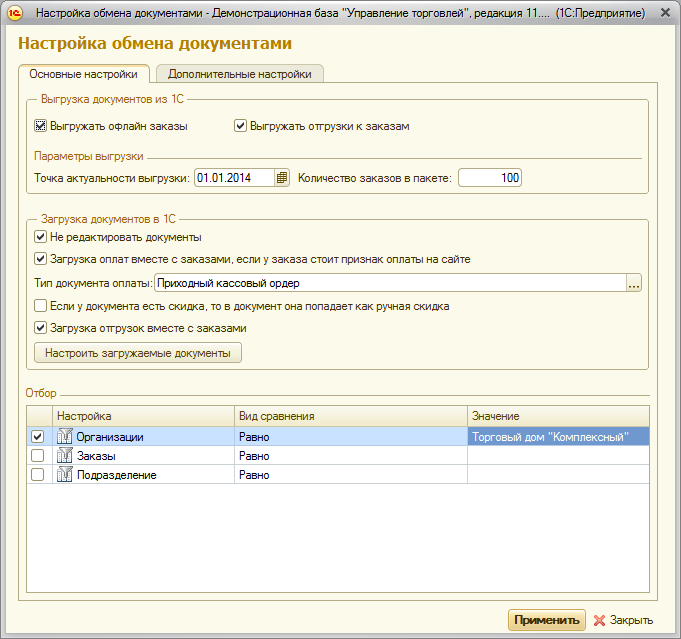 Настройка обмена документами - Демонстрационная база "Управление торговлей", редакция 11.... (1С:Предприятие)
Настройка обмена документами
Основные настройки Дополнительные настройки
Выгрузка документов из 1С
Выгружать офлайн заказы Выгружать отгрузки к заказам
Параметры выгрузки
Точка актуальности выгрузки: 01.01.2014 Количество заказов в пакете: 100
Загрузка документов в 1С
Не редактировать документы
Загрузка оплат вместе с заказами, если у заказа стоит признак оплаты на сайте
Тип документа оплаты: Приходный кассовый ордер ...
Если у документа есть скидка, то в документ она попадает как ручная скидка
Загрузка отгрузок вместе с заказами
Настроить загружаемые документы
Отбор
Настройка Вид сравнения Значение
Организации Равно Торговый дом "Комплексный"
Заказы Равно
Подразделение Равно
Применить Закрыть